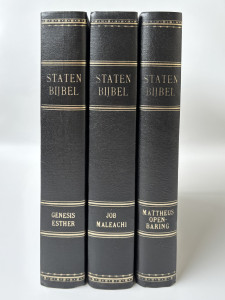 STATEN
BIJBEL
GENESIS
ESTHER
STATEN
BIJBEL
JOB
MALEACHI
STATEN
BIJBEL
MATTHEUS
OPEN-
BARING